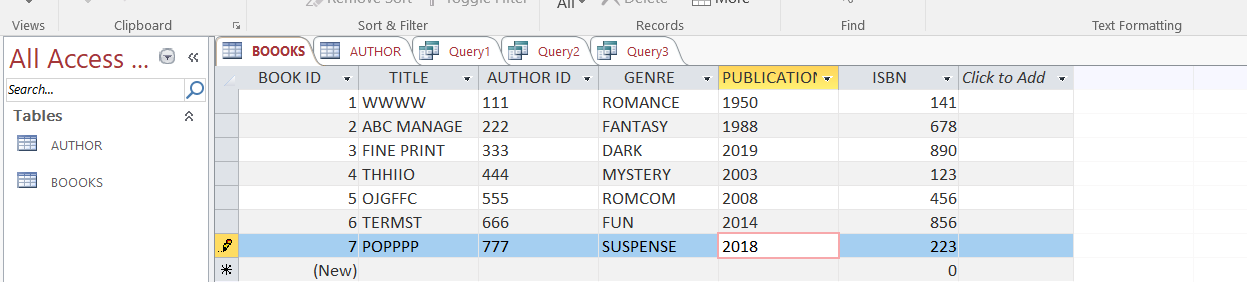 Remove Sort Toggle Filter All Delete More
Views Clipboard Sort & Filter Records Find Text Formatting
All Access ... BOOOKS AUTHOR Query1 Query2 Query3
Search... BOOK ID TITLE AUTHOR ID GENRE PUBLICATION ISBN Click to Add
1 WWWW 111 ROMANCE 1950 141
Tables
2 ABC MANAGE 222 FANTASY 1988 678
AUTHOR 3 FINE PRINT 333 DARK 2019 890
4 THHIIO 444 MYSTERY 2003 123
BOOOKS
5 OJGFFC 555 ROMCOM 2008 456
6 TERMST 666 FUN 2014 856
7 POPPPP 777 SUSPENSE 2018 223
(New) 0